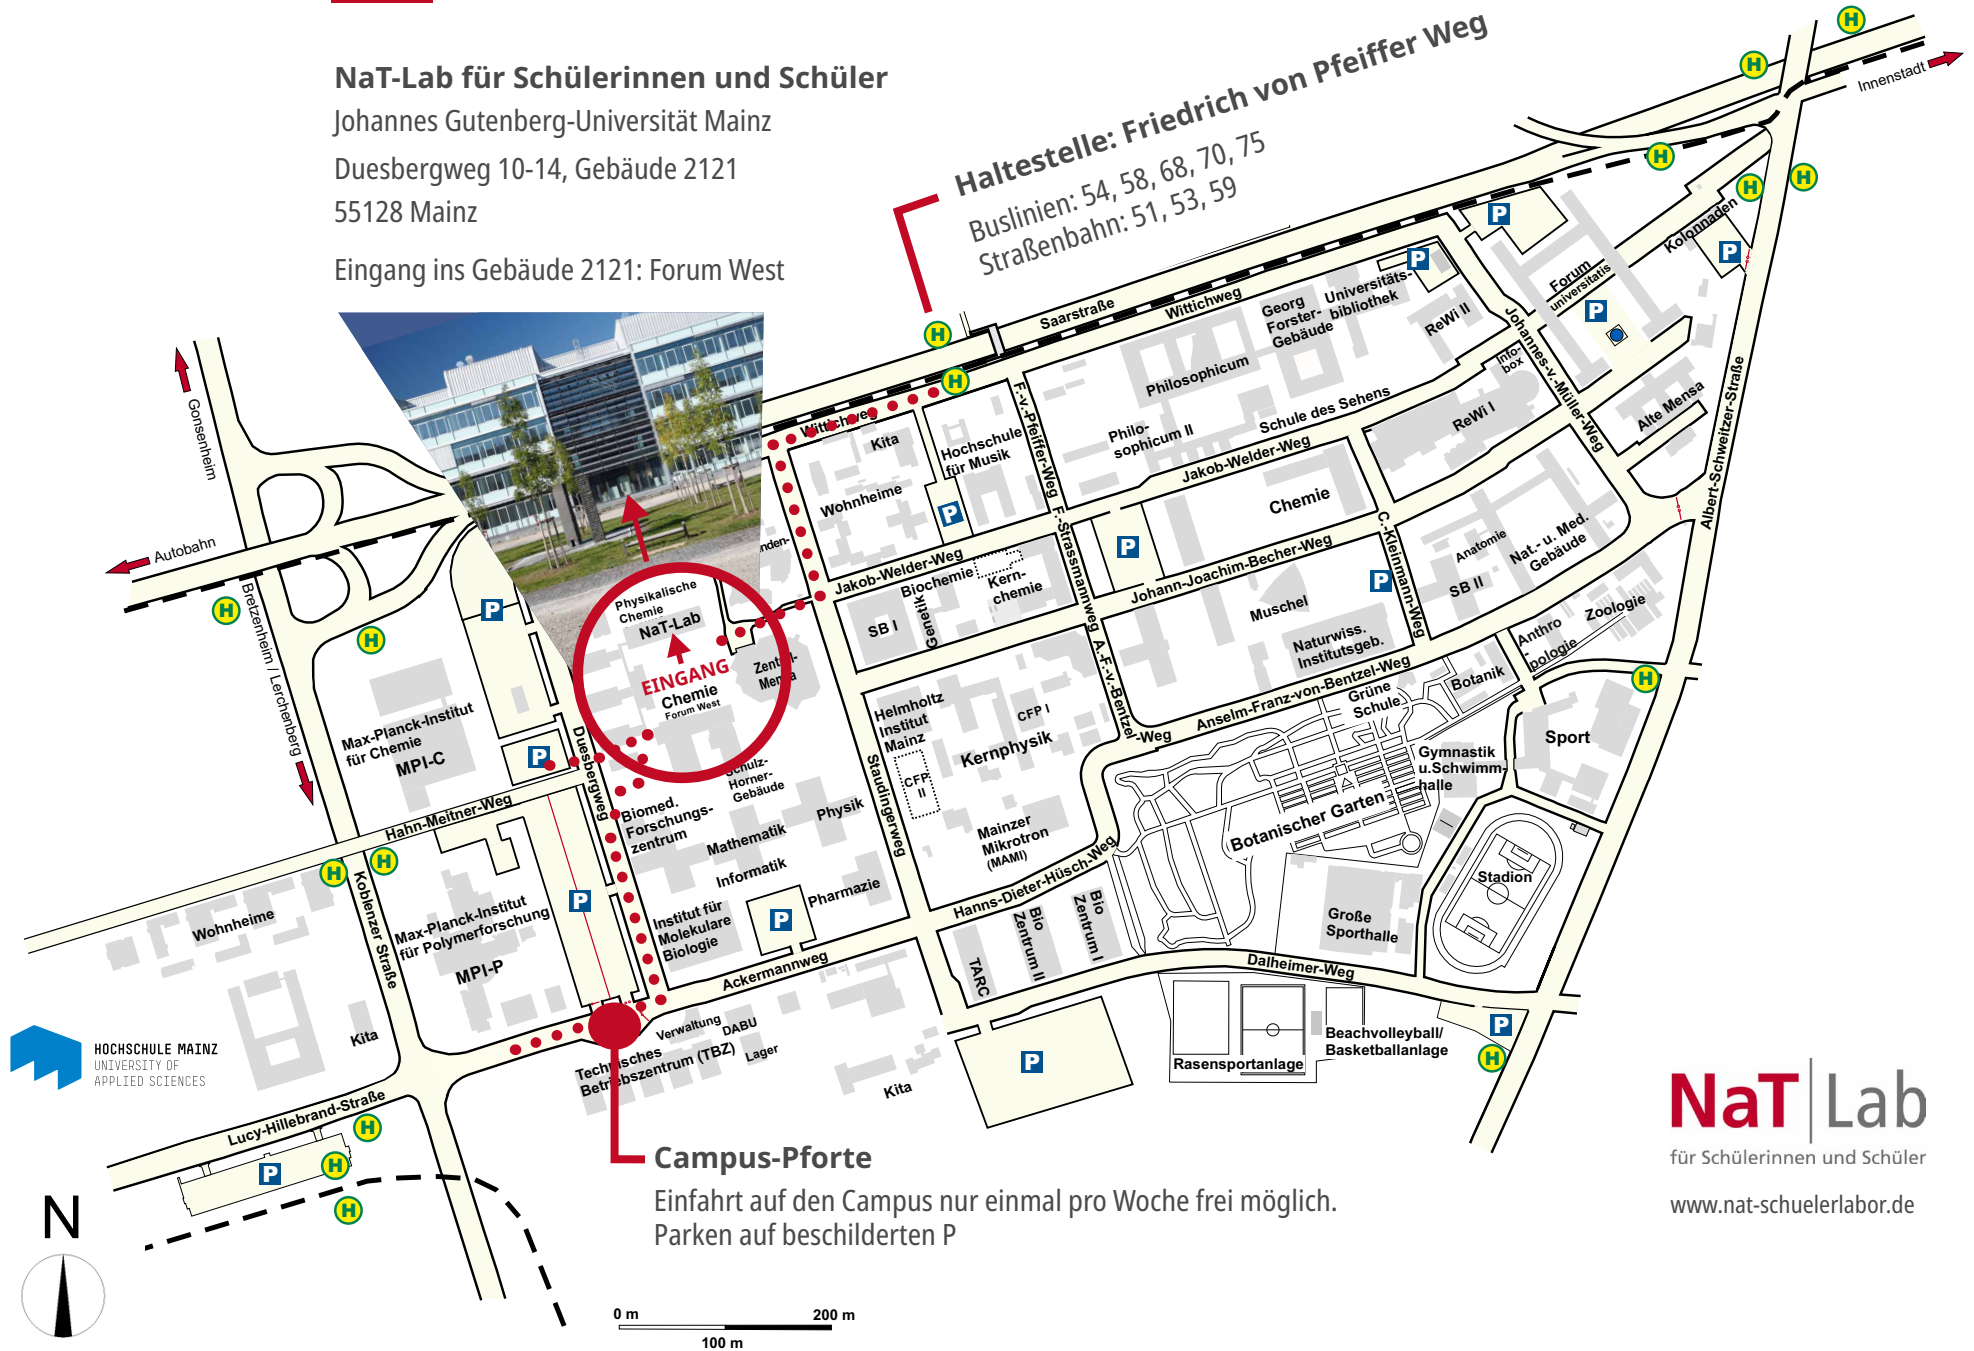 NaT-Lab für Schülerinnen und Schüler
Johannes Gutenberg-Universität Mainz
Duesbergweg 10-14, Gebäude 2121
55128 Mainz
Eingang ins Gebäude 2121: Forum West
Haltestelle: Friedrich von Pfeiffer Weg
Buslinien: 54, 58, 68, 70, 75
Straßenbahn: 51, 53, 59
Innenstadt
Saarstraße
Wittichweg
Wittichweg
Kolonnaden
Forum
universitatis
Georg
Forster-
Gebäude
Universitäts-
bibliothek
ReWi II
Johannes-v.-Müller-Weg
Info-
box
Alte Mensa
Albert-Schweitzer-Straße
Gonsenheim
Autobahn
Bretzenheim / Lerchenberg
Philosophicum
Philo-
sophicum II
Schule des Sehens
ReWi I
Jakob-Welder-Weg
Chemie
Kita
Hochschule
für Musik
F.-v.-Pfeiffer-Weg
Wohnheime
nden-
Jakob-Welder-Weg
F.-Strassmannweg
Johann-Joachim-Becher-Weg
C.-Kleinmann-Weg
Anatomie
Nat.- u. Med.
Gebäude
SB II
Biochemie
Genetik
Kern-
chemie
SB I
Physikalische
Chemie
NaT-Lab
EINGANG
Chemie
Forum West
Zentral-
Mensa
Muschel
Naturwiss.
Institutsgeb.
Anthro
-pologie
Zoologie
A.-F.-v.-Bentzel
-Weg
Anselm-Franz-von-Bentzel-Weg
Grüne
Schule
Botanik
Helmholtz
Institut
Mainz
CFP I
CFP
II
Kernphysik
Max-Planck-Institut
für Chemie
MPI-C
Duesbergweg
Hahn-Meitner-Weg
Schulz-
Horner-
Gebäude
Biomed.
Forschungs-
zentrum
Physik
Mathematik
Informatik
Pharmazie
Staudingerweg
Mainzer
Mikrotron
(MAMI)
Hanns-Dieter-Hüsch-Weg
Botanischer Garten
Gymnastik
u.Schwimm-
halle
Sport
Stadion
Große
Sporthalle
Wohnheime
Koblenzer Straße
Max-Planck-Institut
für Polymerforschung
MPI-P
Institut für
Molekulare
Biologie
Ackermannweg
TARC
Bio
Zentrum II
Bio
Zentrum I
Dalheimer-Weg
Kita
Verwaltung
DABU
Technisches
Betriebszentrum (TBZ)
Lager
Kita
Rasensportanlage
Beachvolleyball/
Basketballanlage
HOCHSCHULE MAINZ
UNIVERSITY OF
APPLIED SCIENCES
Lucy-Hillebrand-Straße
Campus-Pforte
Einfahrt auf den Campus nur einmal pro Woche frei möglich.
Parken auf beschilderten P
N
0 m
200 m
100 m
NaT Lab
für Schülerinnen und Schüler
www.nat-schuelerlabor.de